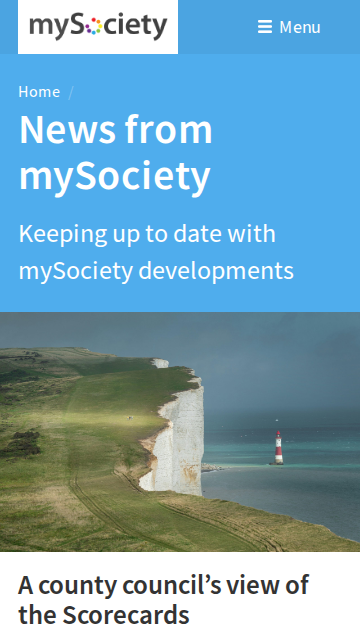 mySociety
Menu
Home /
News from
mySociety
Keeping up to date with
mySociety developments
A county council’s view of
the Scorecards